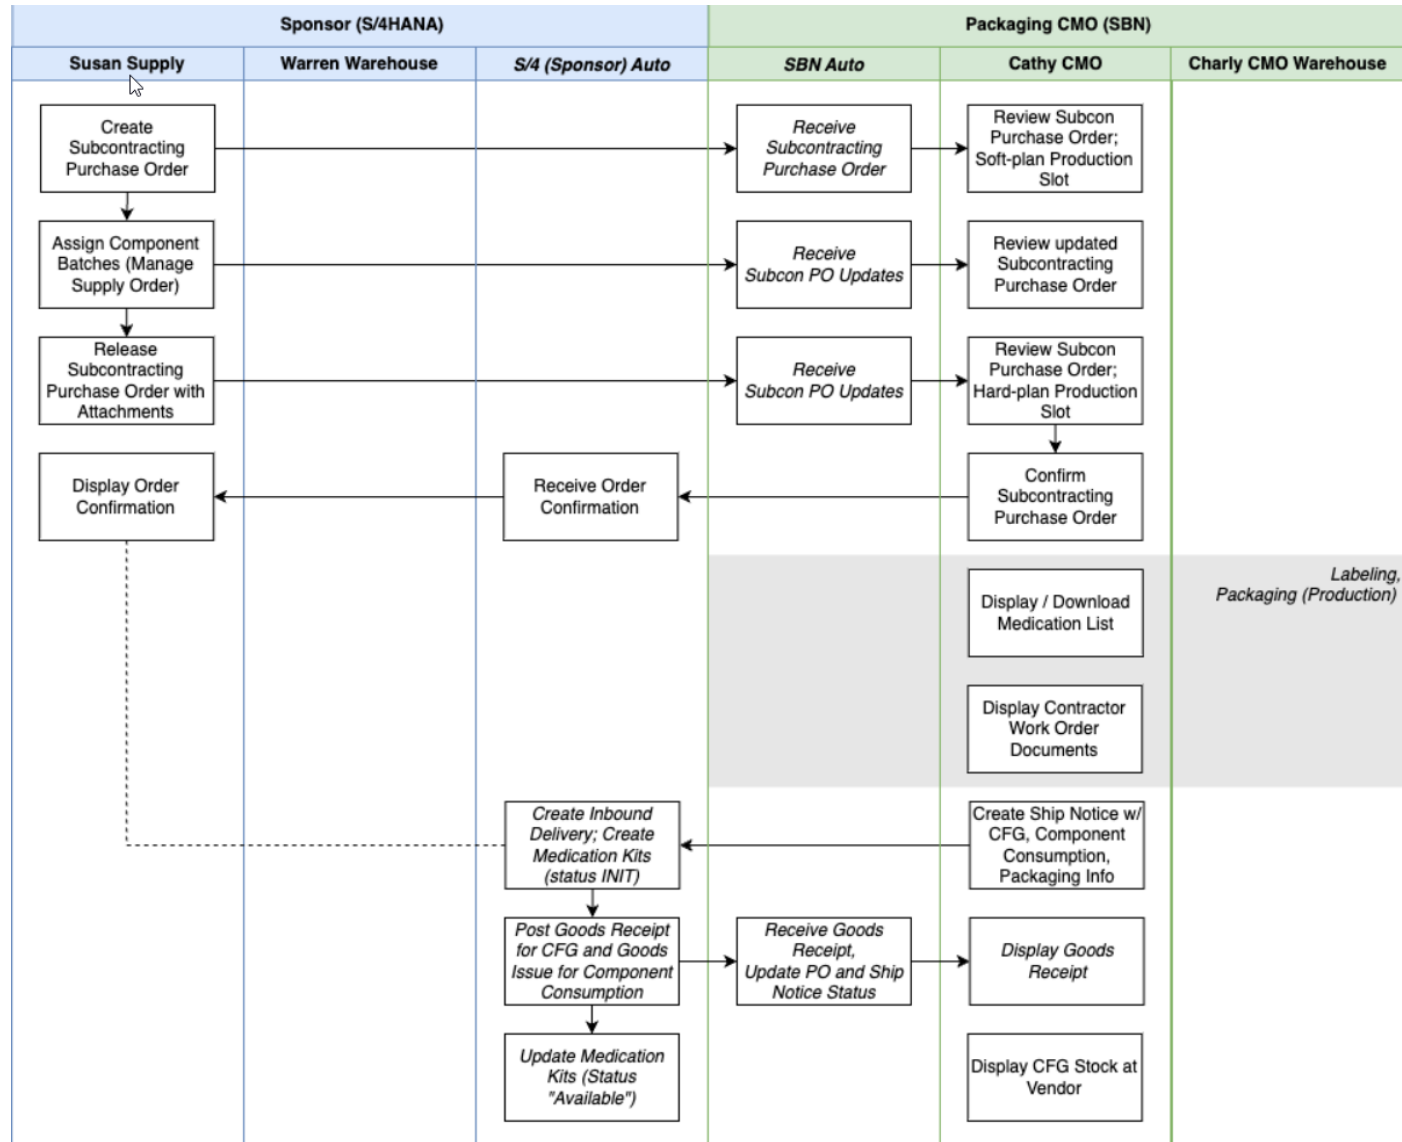 Sponsor (S/4HANA)
Packaging CMO (SBN)
Susan Supply
Warren Warehouse
S/4 (Sponsor) Auto
SBN Auto
Cathy CMO
Charly CMO Warehouse
Create
Subcontracting
Purchase Order
Receive
Subcontracting
Purchase Order
Review Subcon
Purchase Order;
Soft-plan Production
Slot
Assign Component
Batches (Manage
Supply Order)
Receive
Subcon PO Updates
Review updated
Subcontracting
Purchase Order
Release
Subcontracting
Purchase Order with
Attachments
Receive
Subcon PO Updates
Review Subcon
Purchase Order;
Hard-plan Production
Slot
Display Order
Confirmation
Receive Order
Confirmation
Confirm
Subcontracting
Purchase Order
Labeling,
Packaging (Production)
Display / Download
Medication List
Display Contractor
Work Order
Documents
Create Inbound
Delivery; Create
Medication Kits
(status INIT)
Create Ship Notice w/
CFG, Component
Consumption,
Packaging Info
Post Goods Receipt
for CFG and Goods
Issue for Component
Consumption
Receive Goods
Receipt,
Update PO and Ship
Notice Status
Display Goods
Receipt
Update Medication
Kits (Status
"Available")
Display CFG Stock at
Vendor